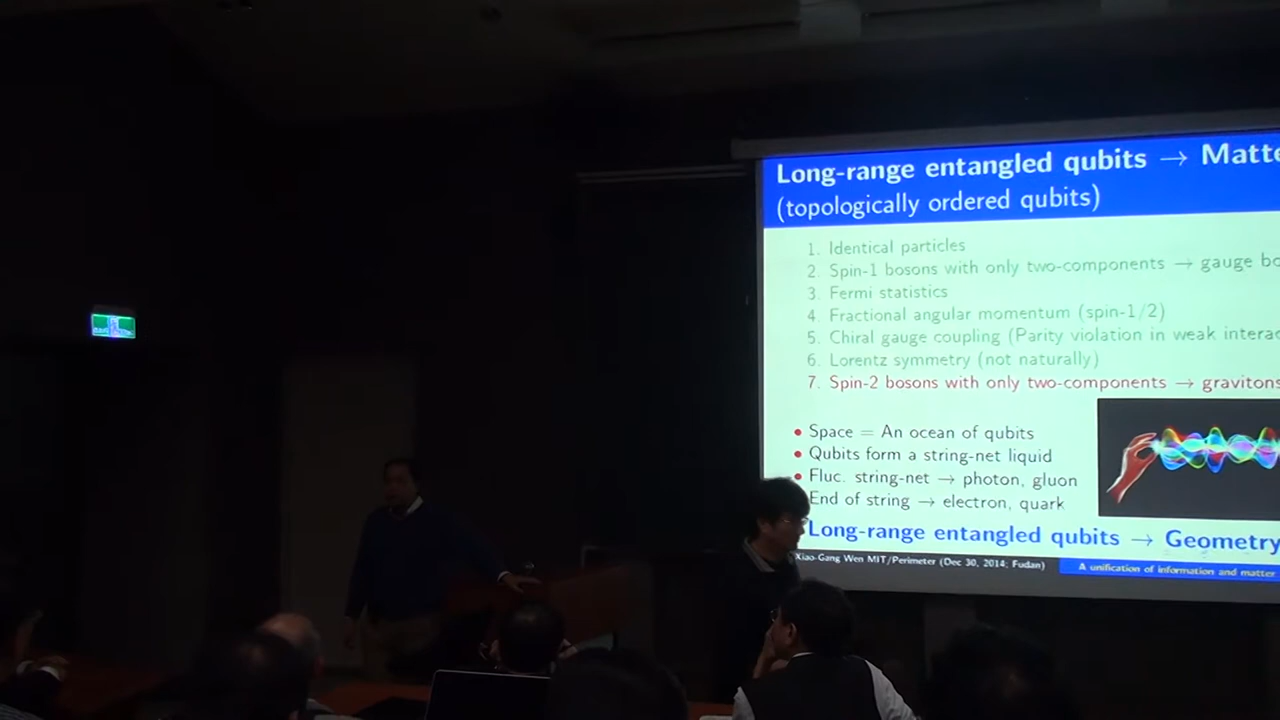 Long-range entangled qubits → Matte
(topologically ordered qubits)
1. Identical particles
2. Spin-1 bosons with only two-components → gauge bo
3. Fermi statistics
4. Fractional angular momentum (spin-1/2)
5. Chiral gauge coupling (Parity violation in weak interac
6. Lorentz symmetry (not naturally)
7. Spin-2 bosons with only two-components → gravitons
• Space = An ocean of qubits
• Qubits form a string-net liquid
• Fluc. string-net → photon, gluon
End of string → electron, quark
Long-range entangled qubits → Geometry
Xiao-Gang Wen MIT/Perimeter (Dec 30, 2014; Fudan)
A unification of information and matter